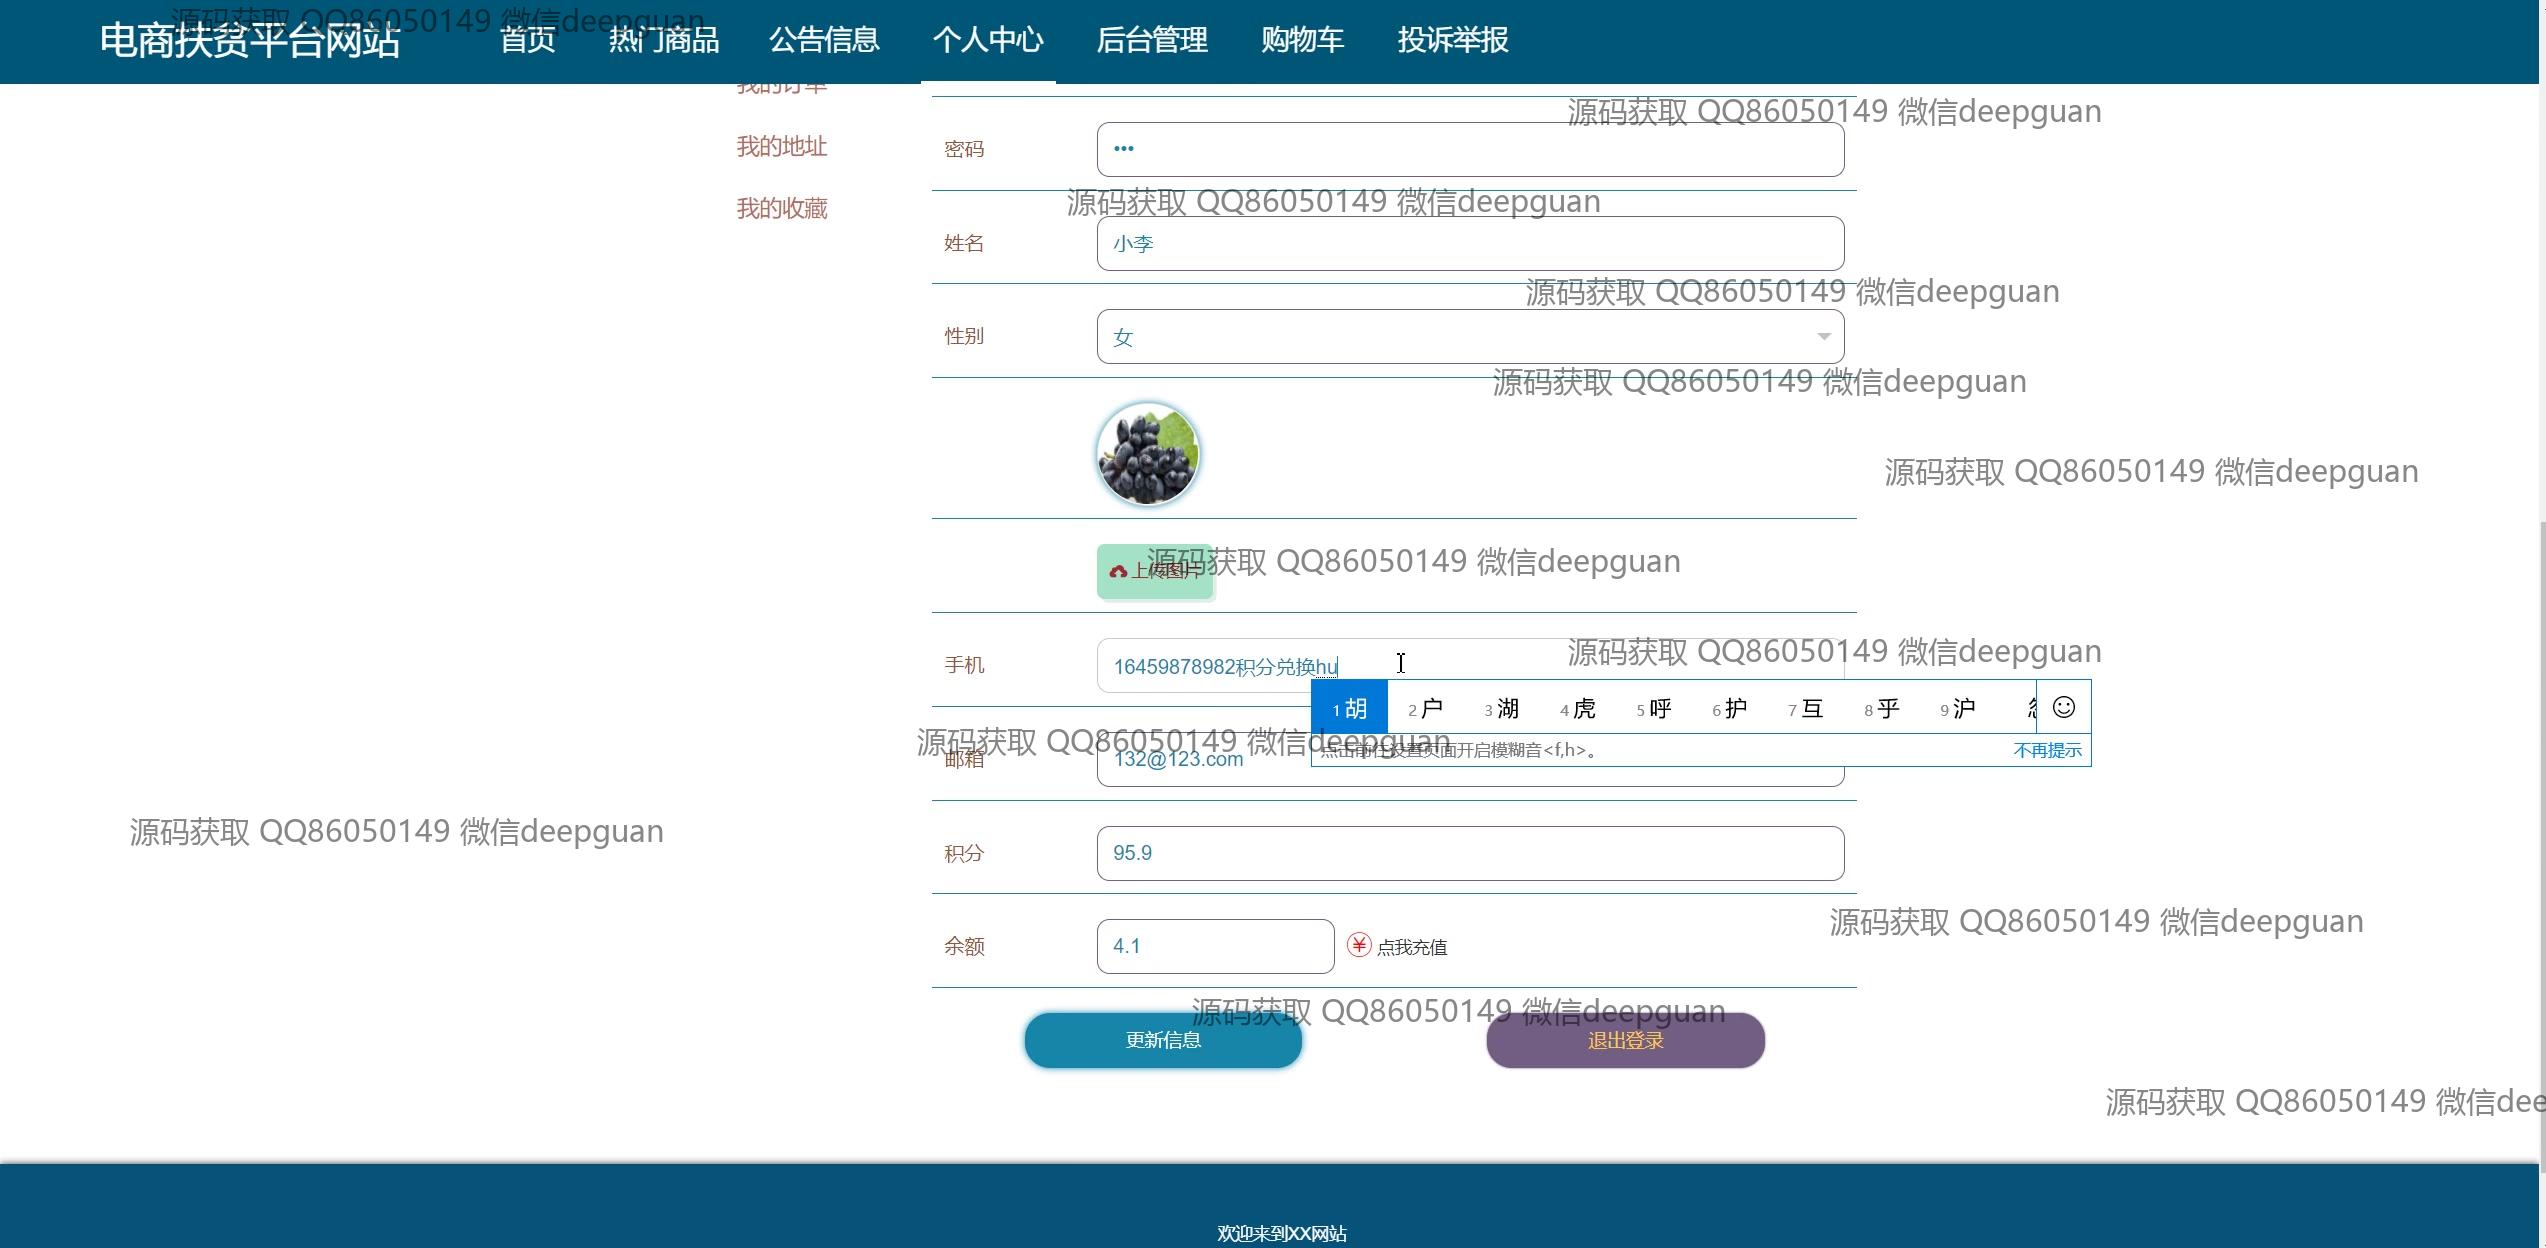 电商扶贫平台网站 首页 热门商品 公告信息 个人中心 后台管理 购物车 投诉举报
源码获取 QQ86050149 微信deepguan
我的订单
源码获取 QQ86050149 微信deepguan
我的地址
密码 •••
源码获取 QQ86050149 微信deepguan
我的收藏
姓名 小李
源码获取 QQ86050149 微信deepguan
性别 女
源码获取 QQ86050149 微信deepguan
源码获取 QQ86050149 微信deepguan
源码获取 QQ86050149 微信deepguan
上传图片
源码获取 QQ86050149 微信deepguan
手机 16459878982积分兑换hu
1 胡 2 户 3 湖 4 虎 5 呼 6 护 7 互 8 乎 9 沪
源码获取 QQ86050149 微信deepguan
点击前往设置页面开启模糊音<f,h>。 不再提示
邮箱 132@123.com
源码获取 QQ86050149 微信deepguan
积分 95.9
源码获取 QQ86050149 微信deepguan
余额 4.1 点我充值
源码获取 QQ86050149 微信deepguan
更新信息 退出登录
源码获取 QQ86050149 微信dee
欢迎来到XX网站